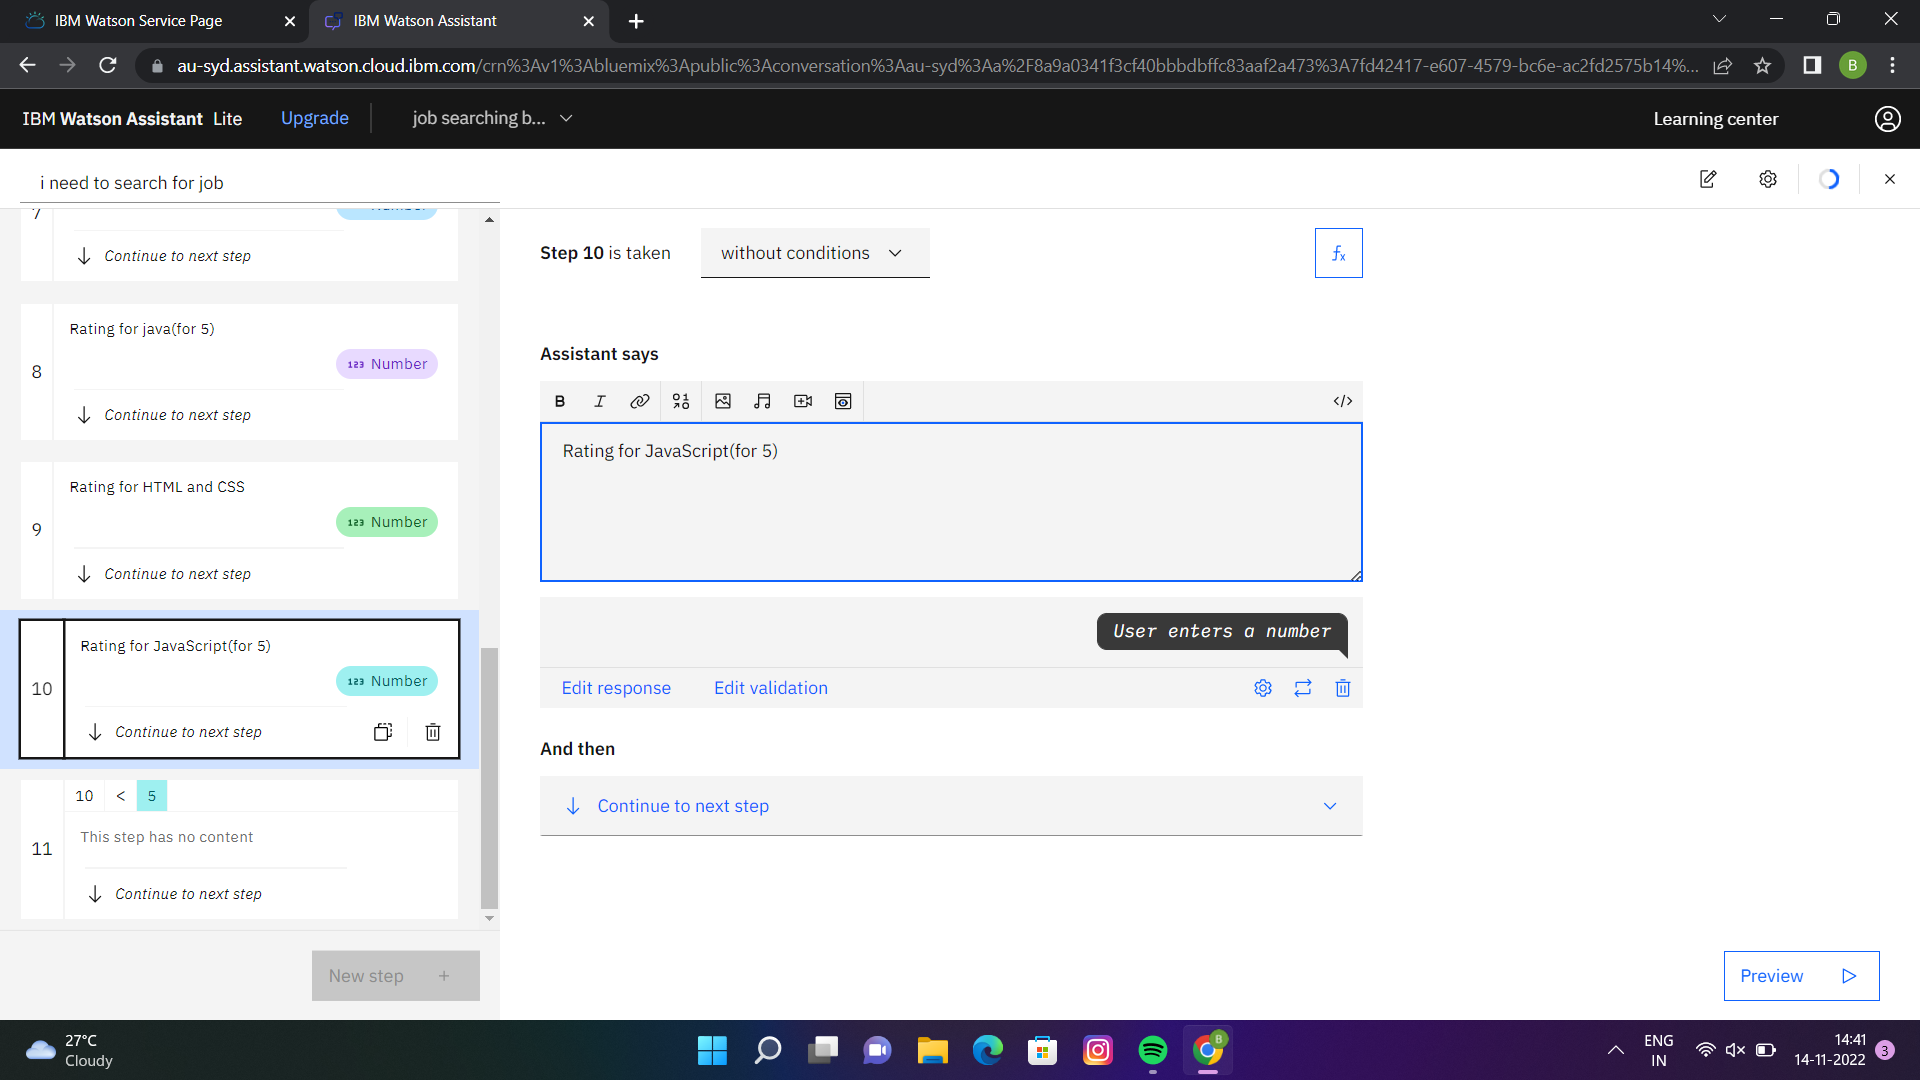 IBM Watson Service Page
IBM Watson Assistant
au-syd.assistant.watson.cloud.ibm.com/crn%3Av1%3Abluemix%3Apublic%3Aconversation%3Aau-syd%3Aa%2F8a9a0341f3cf40bbbdbffc83aaf2a473%3A7fd42417-e607-4579-bc6e-ac2fd2575b14%...
B
IBM Watson Assistant Lite
Upgrade
job searching b...
Learning center
i need to search for job
7
Number
Continue to next step
8
Rating for java(for 5)
123 Number
Continue to next step
9
Rating for HTML and CSS
123 Number
Continue to next step
10
Rating for JavaScript(for 5)
123 Number
Continue to next step
11
10 < 5
This step has no content
Continue to next step
New step +
Step 10 is taken
without conditions
fx
Assistant says
B I </>
Rating for JavaScript(for 5)
User enters a number
Edit response
Edit validation
And then
Continue to next step
Preview
27°C
Cloudy
B
ENG
IN
14:41
14-11-2022
3